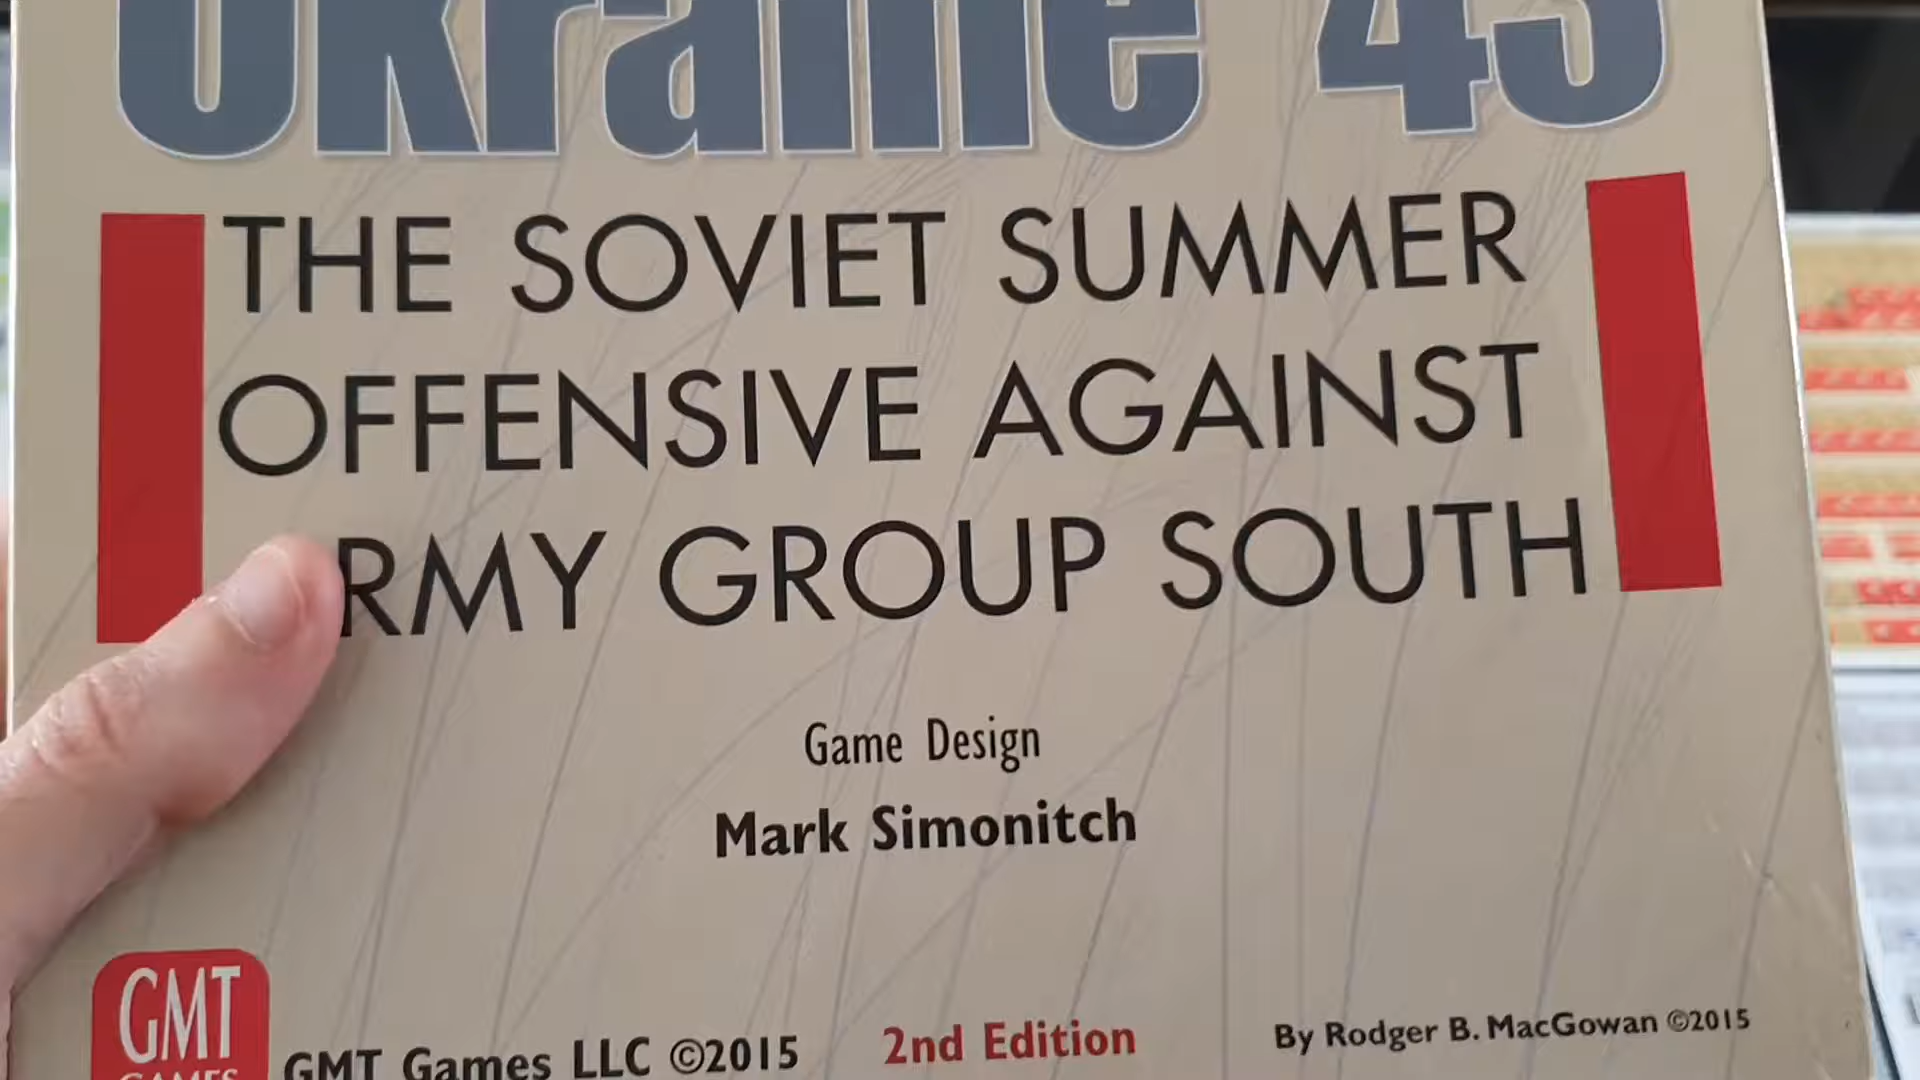 Ukraine '43
THE SOVIET SUMMER
OFFENSIVE AGAINST
RMY GROUP SOUTH
Game Design
Mark Simonitch
GMT
GAMES
GMT Games LLC ©2015
2nd Edition
By Rodger B. MacGowan ©2015